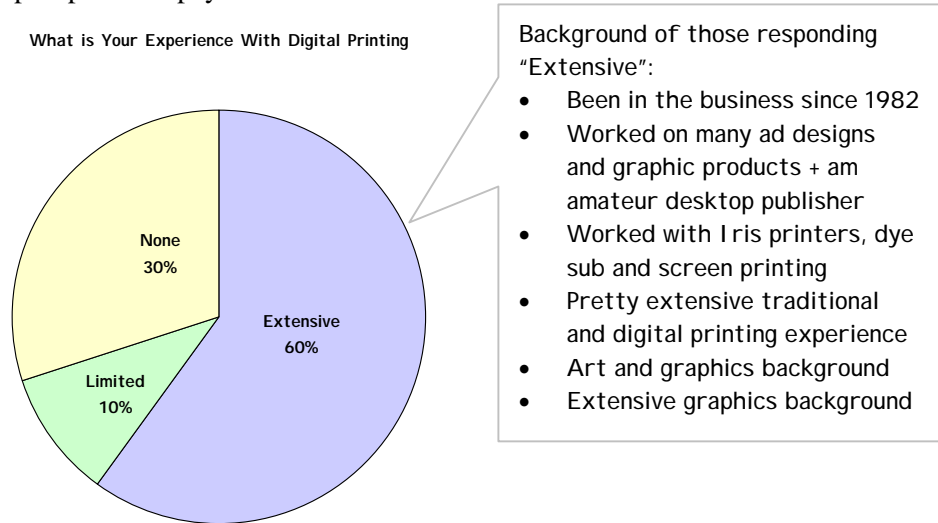 What is Your Experience With Digital Printing
None
30%
Extensive
60%
Limited
10%
Background of those responding
“Extensive”:
• Been in the business since 1982
• Worked on many ad designs
and graphic products + am
amateur desktop publisher
• Worked with Iris printers, dye
sub and screen printing
• Pretty extensive traditional
and digital printing experience
• Art and graphics background
• Extensive graphics background